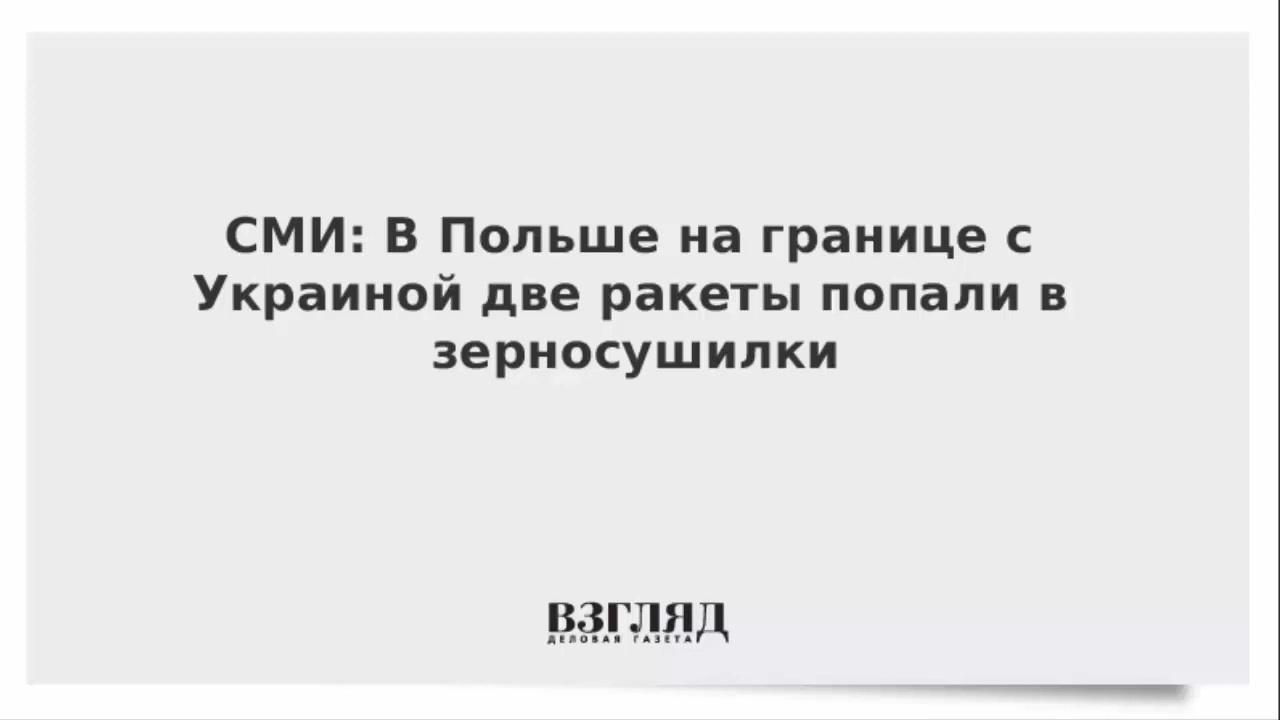 СМИ: В Польше на границе с
Украиной две ракеты попали в
зерносушилки
ВЗГЛЯД
ДЕЛОВАЯ ГАЗЕТА